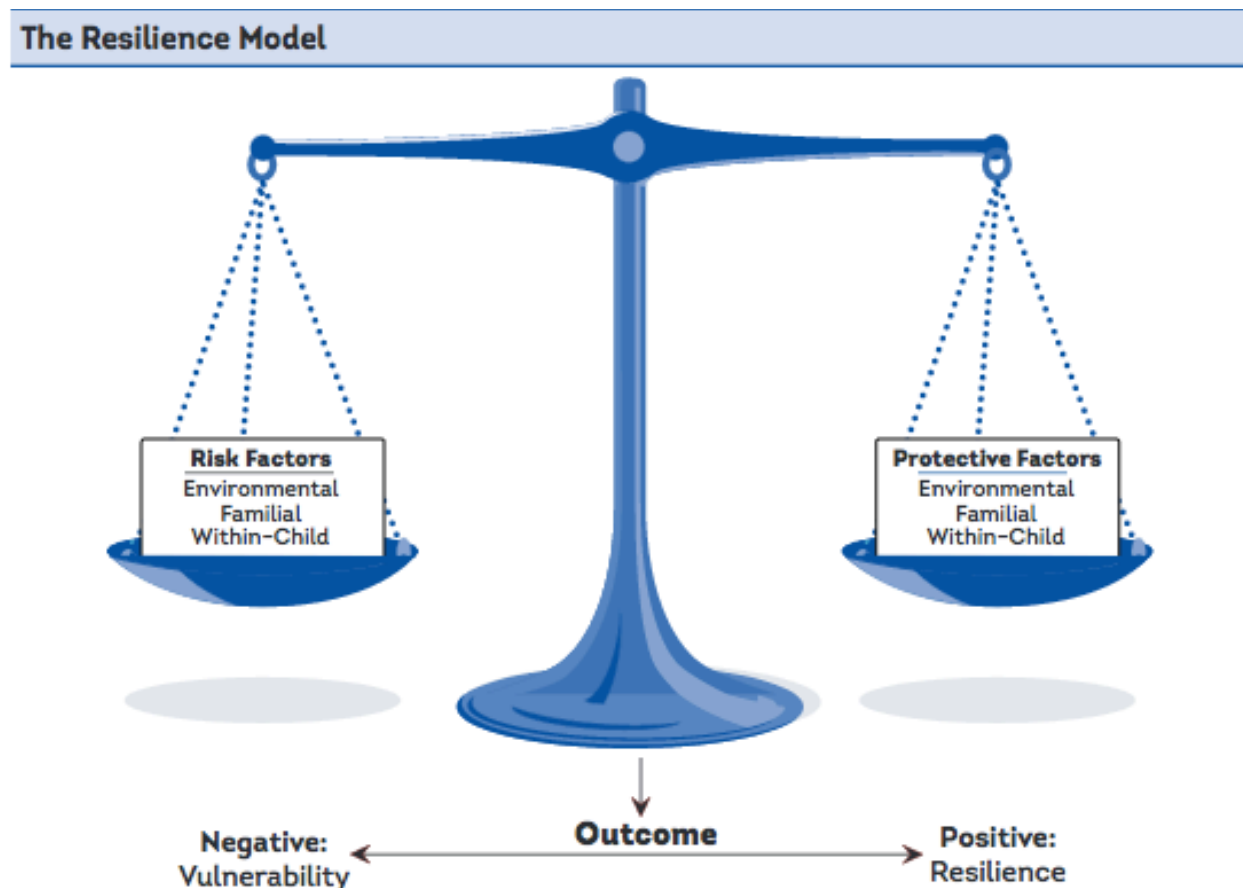 The Resilience Model
Risk Factors
Environmental
Familial
Within-Child
Protective Factors
Environmental
Familial
Within-Child
Outcome
Negative:
Vulnerability
Positive:
Resilience